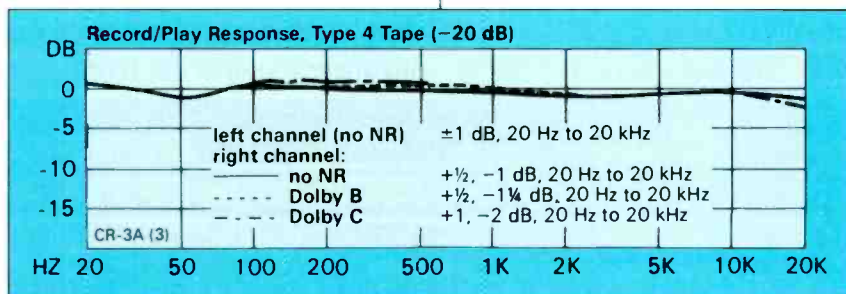 Record/Play Response, Type 4 Tape (−20 dB)
DB
0
-5
-10
-15
left channel (no NR) ±1 dB, 20 Hz to 20 kHz
right channel:
no NR +½, −1 dB, 20 Hz to 20 kHz
Dolby B +½, −1¼ dB, 20 Hz to 20 kHz
Dolby C +1, −2 dB, 20 Hz to 20 kHz
CR-3A (3)
HZ 20 50 100 200 500 1K 2K 5K 10K 20K